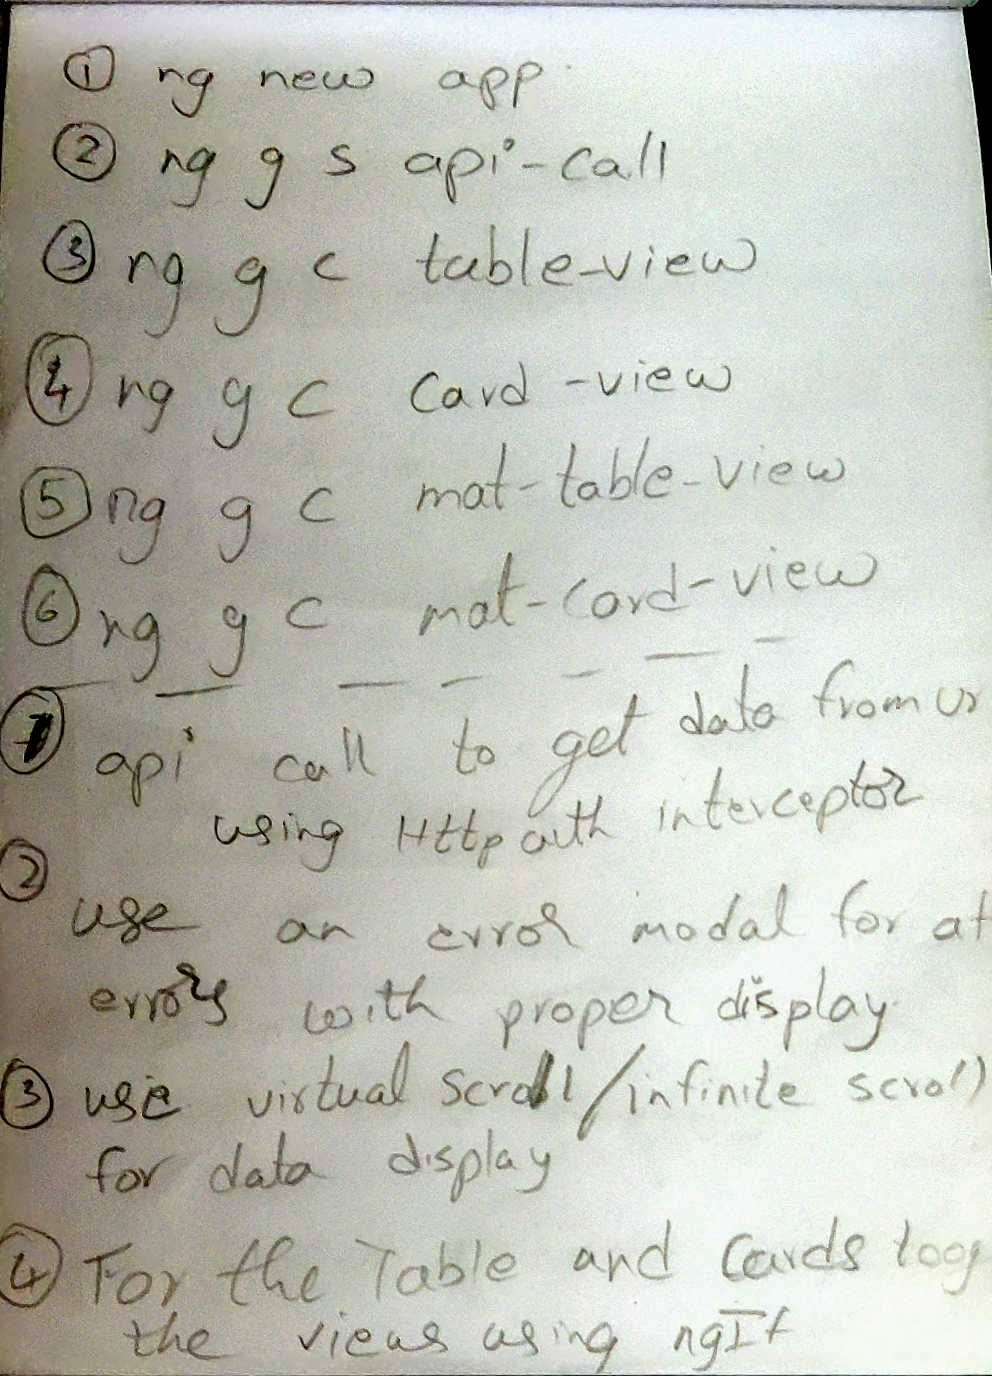 ① ng new app
② ng g s api-call
③ ng g c table-view
④ ng g c Card-view
⑤ ng g c mat-table-view
⑥ ng g c mat-card-view
① api call to get data from ur
using Http auth interceptor
②
use an error modal for at
errors with proper display.
③ use virtual scroll/infinite scroll
for data display
④ For the Table and Cards
the views using ngIf